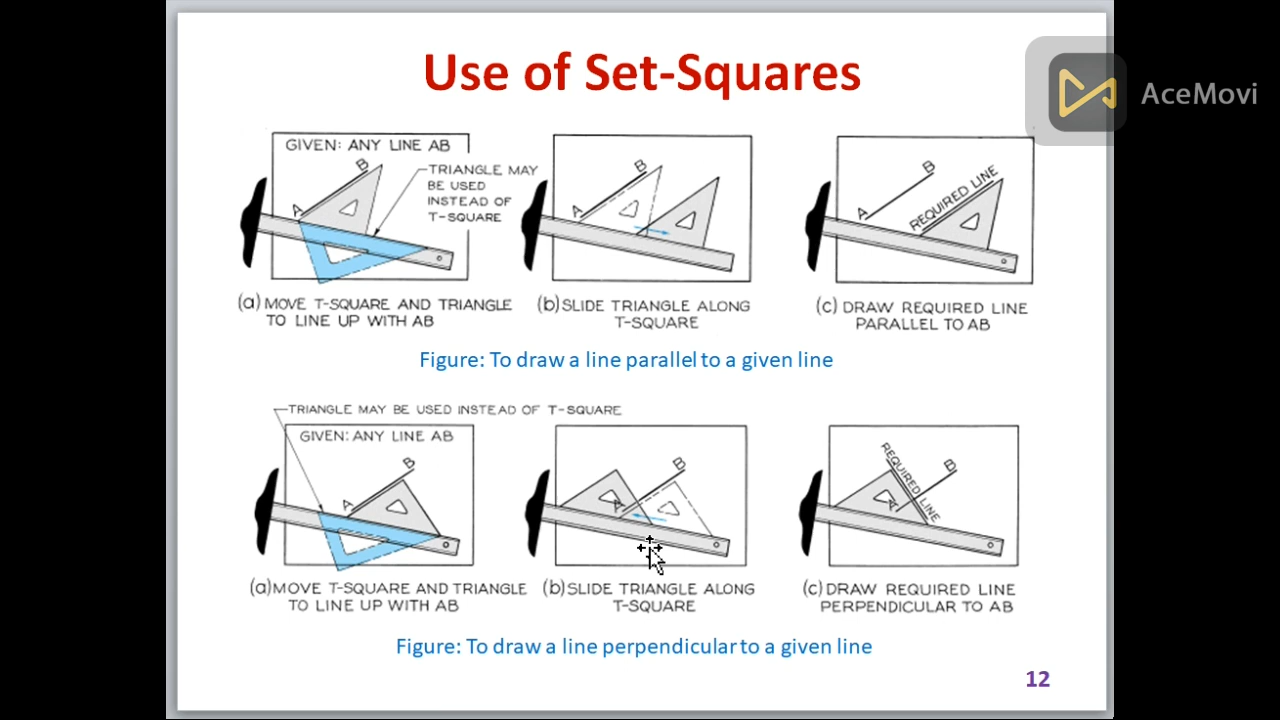 Use of Set-Squares
AceMovi
GIVEN: ANY LINE AB
TRIANGLE MAY
BE USED
INSTEAD OF
T-SQUARE
A
B
(a) MOVE T-SQUARE AND TRIANGLE
TO LINE UP WITH AB
A
B
(b) SLIDE TRIANGLE ALONG
T-SQUARE
A
B
REQUIRED LINE
(c) DRAW REQUIRED LINE
PARALLEL TO AB
Figure: To draw a line parallel to a given line
TRIANGLE MAY BE USED INSTEAD OF T-SQUARE
GIVEN: ANY LINE AB
A
B
(a) MOVE T-SQUARE AND TRIANGLE
TO LINE UP WITH AB
A
B
(b) SLIDE TRIANGLE ALONG
T-SQUARE
REQUIRED LINE
A
B
(c) DRAW REQUIRED LINE
PERPENDICULAR TO AB
Figure: To draw a line perpendicular to a given line
12